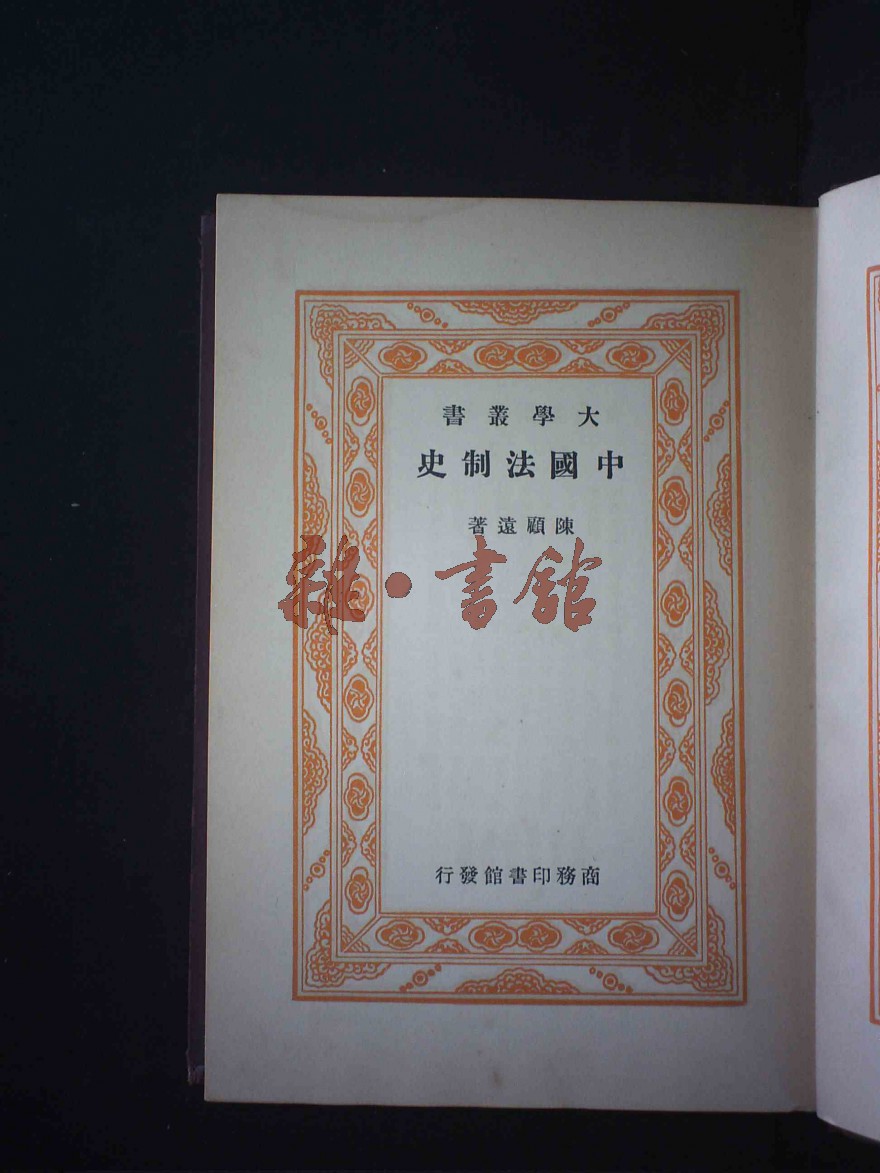 大學叢書
中國法制史
陳顧遠著
雜·書館
商務印書館發行